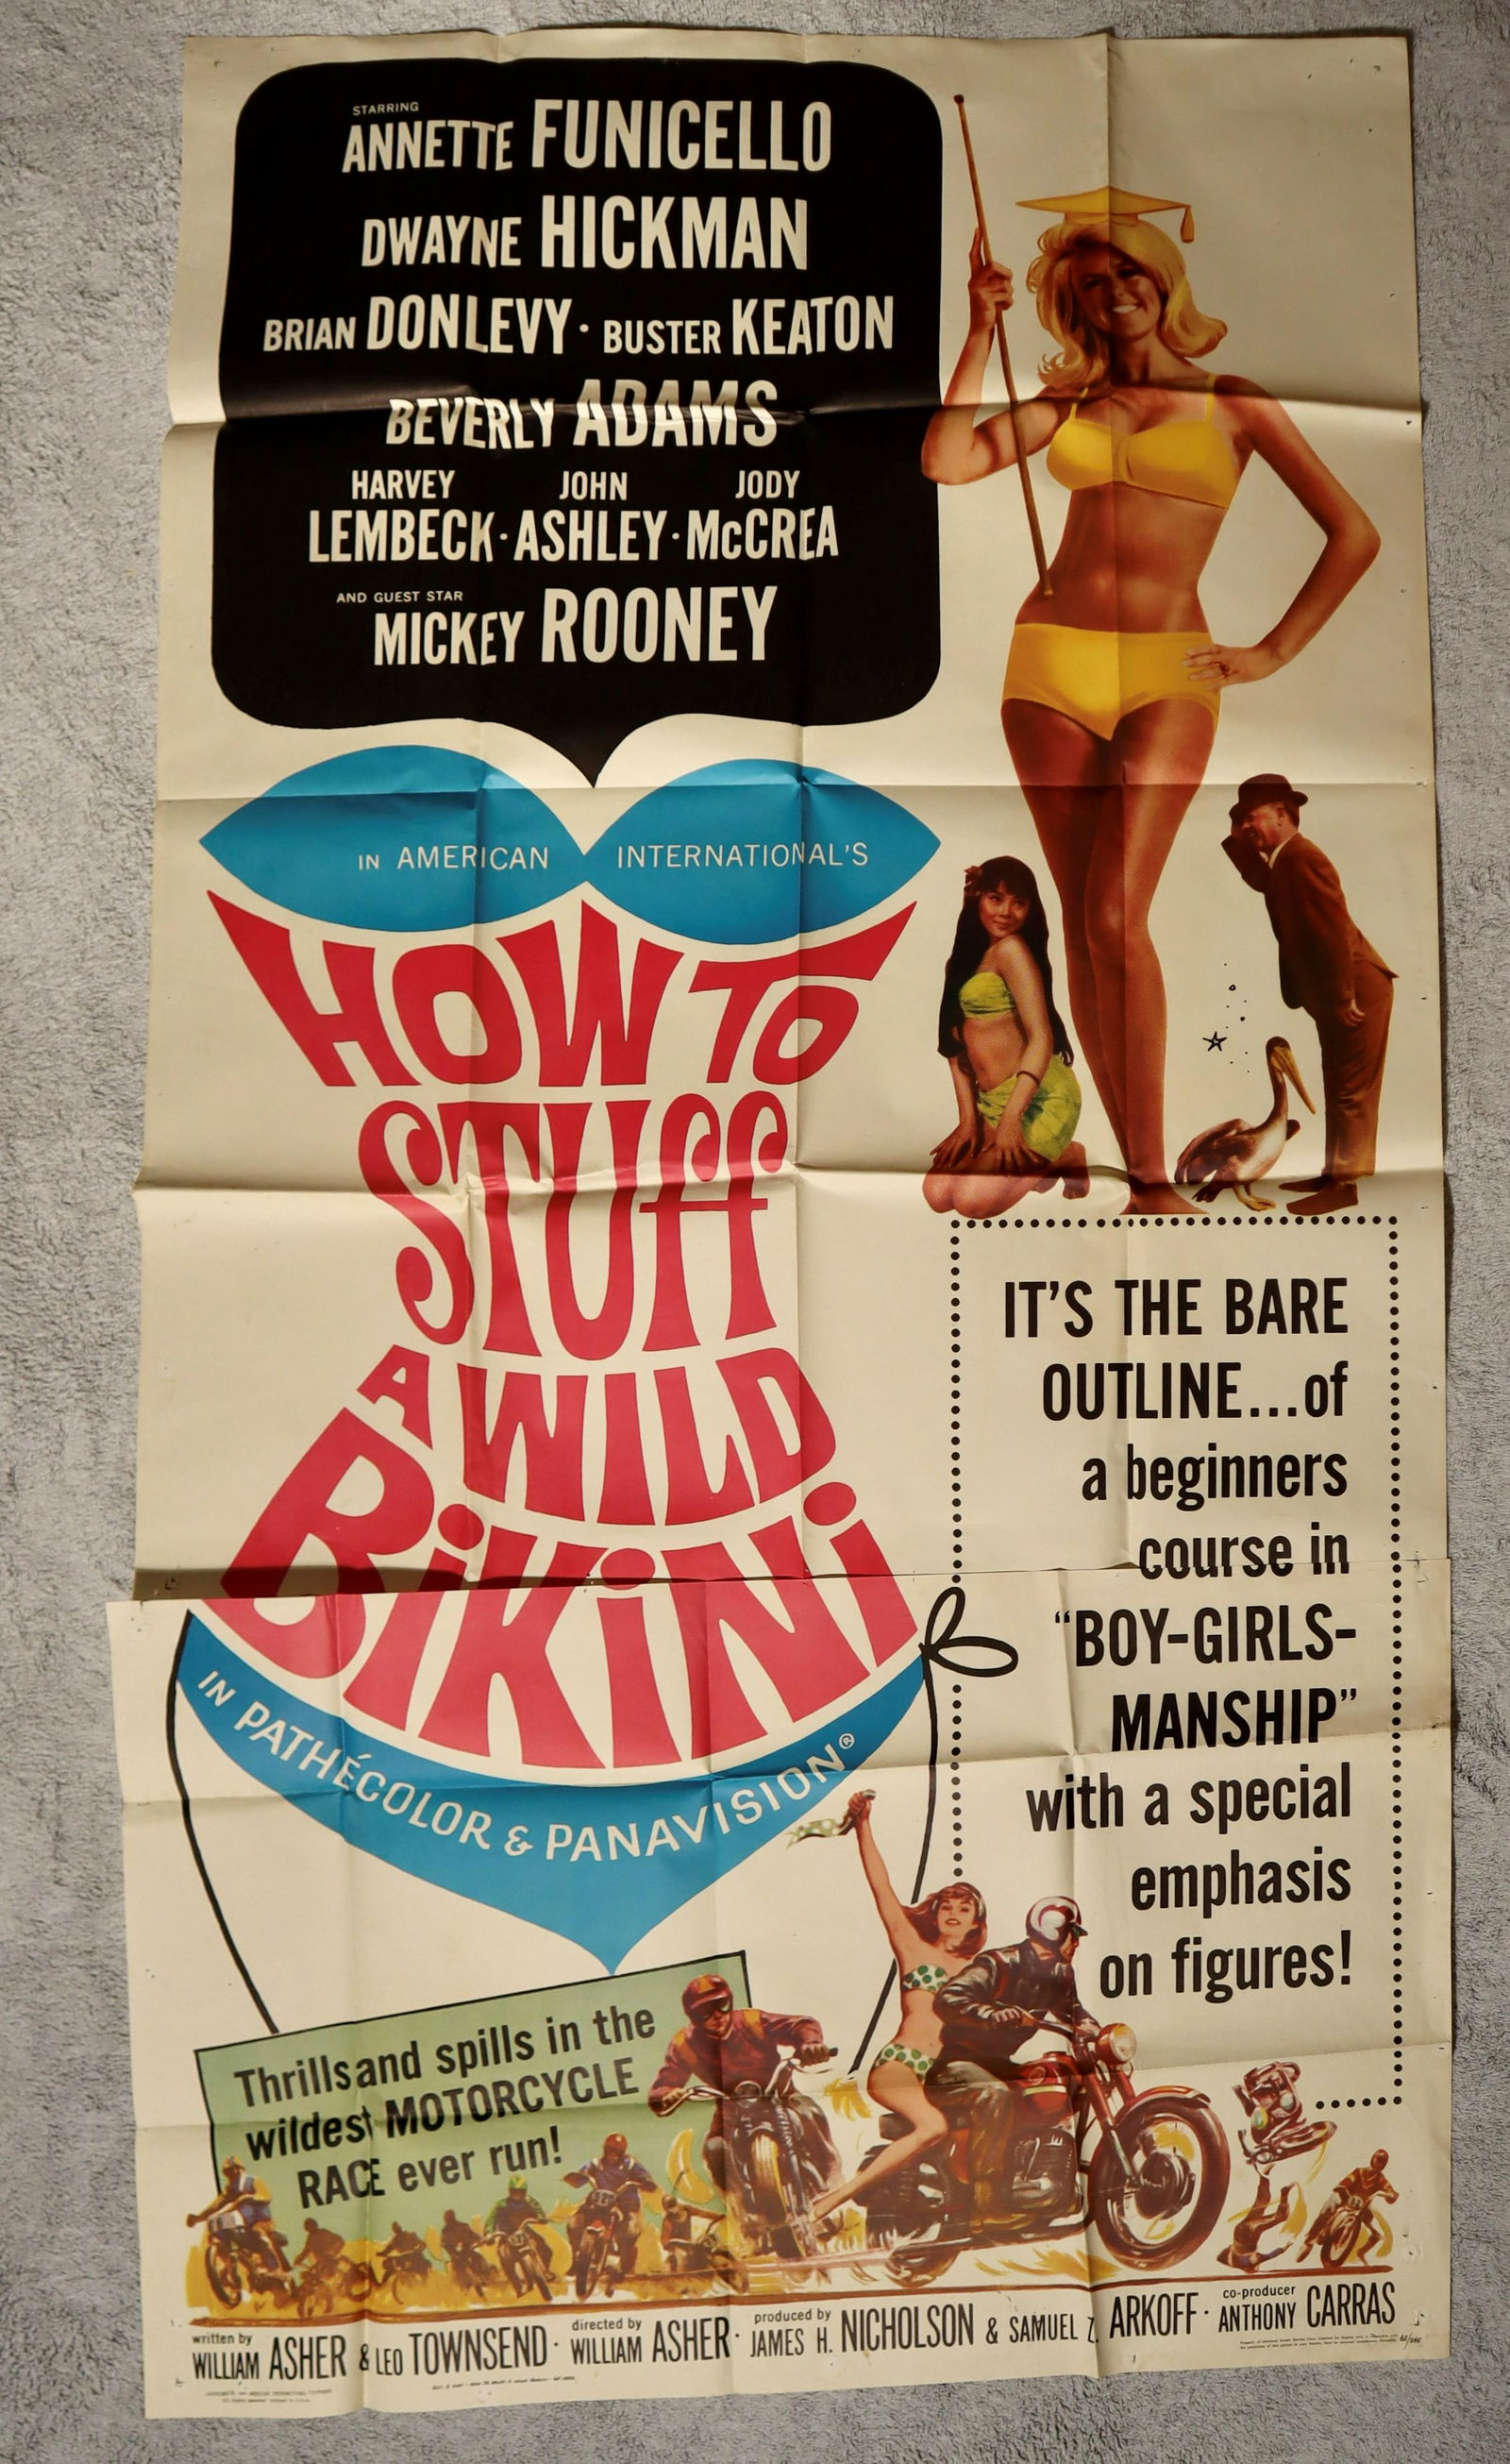 STARRING
ANNETTE FUNICELLO
DWAYNE HICKMAN
BRIAN DONLEVY · BUSTER KEATON
BEVERLY ADAMS
HARVEY JOHN JODY
LEMBECK · ASHLEY · McCREA
AND GUEST STAR
MICKEY ROONEY
IN AMERICAN INTERNATIONAL'S
HOW TO
STUFF
A WILD
BIKINI
IN PATHÉCOLOR & PANAVISION®
IT'S THE BARE
OUTLINE...of
a beginners
course in
"BOY-GIRLS-
MANSHIP"
with a special
emphasis
on figures!
Thrills and spills in the
wildest MOTORCYCLE
RACE ever run!
written by
WILLIAM ASHER & LEO TOWNSEND ·
directed by
WILLIAM ASHER ·
produced by
JAMES H. NICHOLSON & SAMUEL Z. ARKOFF ·
co-producer
ANTHONY CARRAS